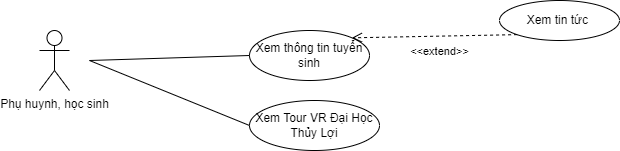 Xem tin tức
Xem thông tin tuyển
sinh
<<extend>>
Phụ huynh, học sinh
Xem Tour VR Đại Học
Thủy Lợi